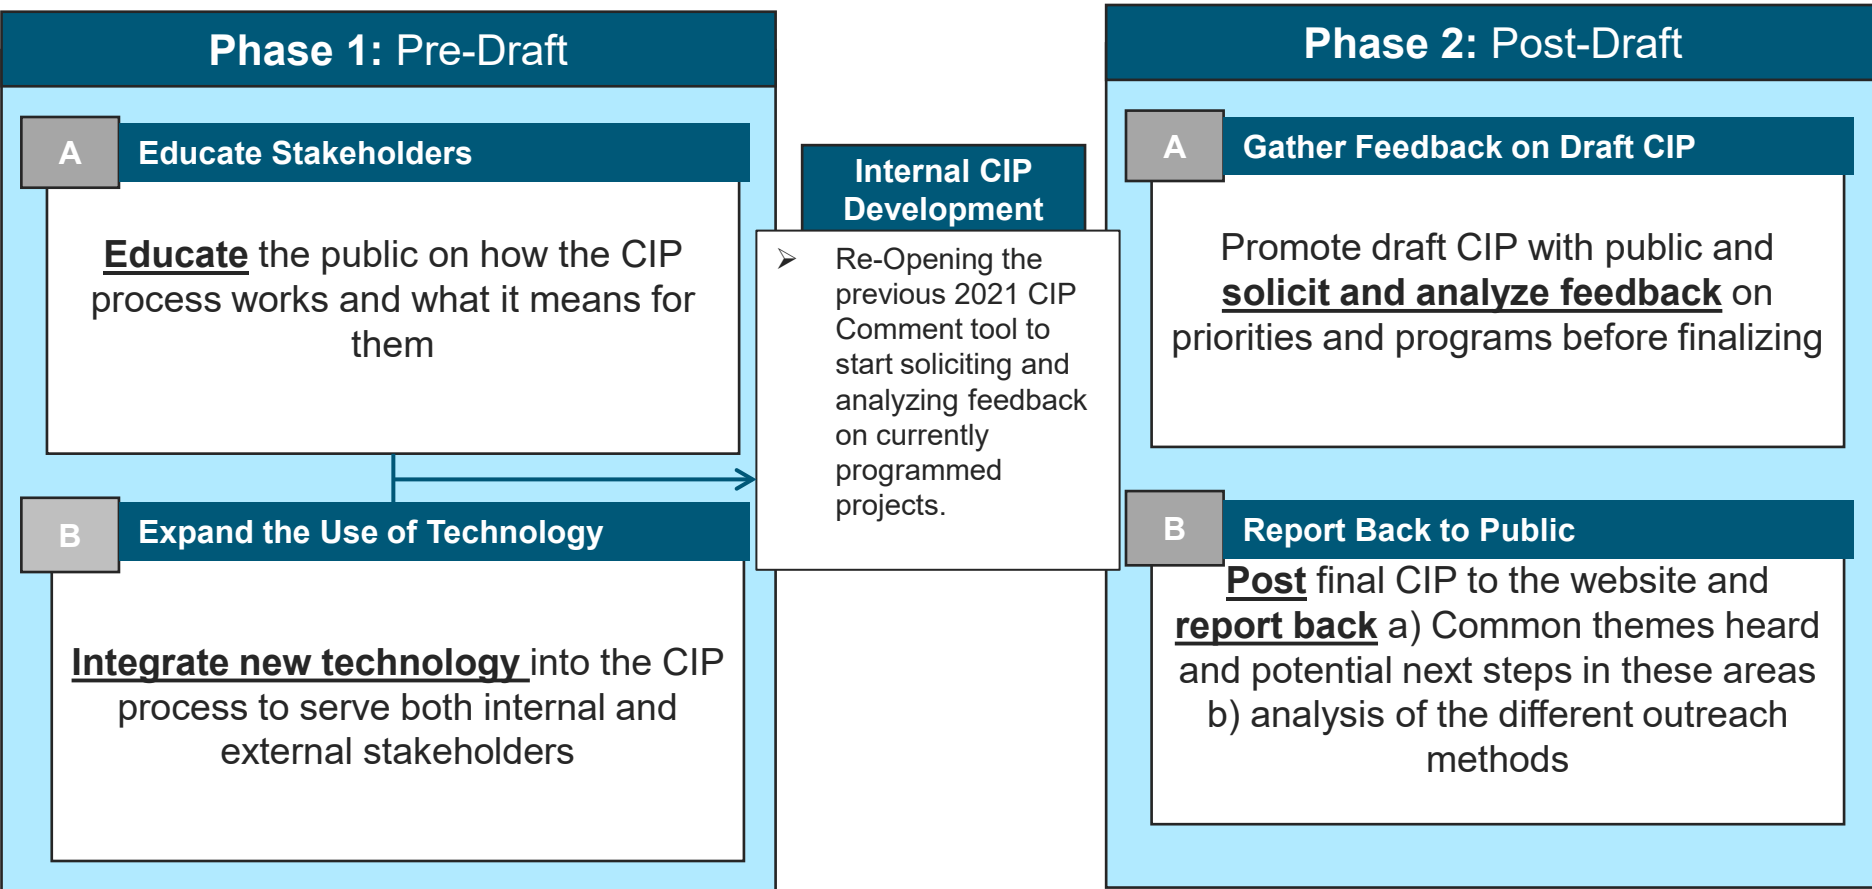 Phase 1: Pre-Draft
A
Educate Stakeholders
Educate the public on how the CIP
process works and what it means for
them
B
Expand the Use of Technology
Integrate new technology into the CIP
process to serve both internal and
external stakeholders
Internal CIP
Development
➢ Re-Opening the
previous 2021 CIP
Comment tool to
start soliciting and
analyzing feedback
on currently
programmed
projects.
Phase 2: Post-Draft
A
Gather Feedback on Draft CIP
Promote draft CIP with public and
solicit and analyze feedback on
priorities and programs before finalizing
B
Report Back to Public
Post final CIP to the website and
report back a) Common themes heard
and potential next steps in these areas
b) analysis of the different outreach
methods